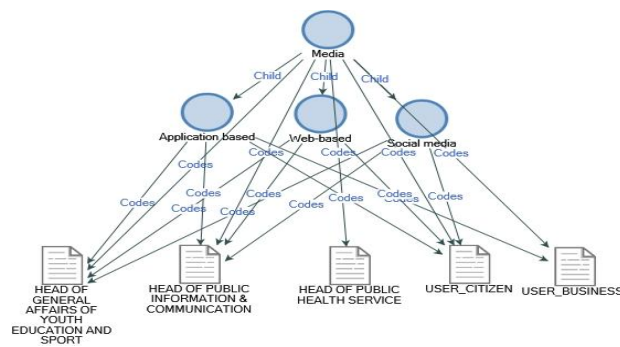 Media
Child
Child
Child
Application based
Web-based
Social media
Codes
Codes
Codes
Codes
Codes
Codes
Codes
Codes
Codes
Codes
Codes
Codes
Codes
Codes
HEAD OF
GENERAL
AFFAIRS OF
YOUTH
EDUCATION AND
SPORT
HEAD OF PUBLIC
INFORMATION &
COMMUNICATION
HEAD OF PUBLIC
HEALTH SERVICE
USER_CITIZEN
USER_BUSINESS